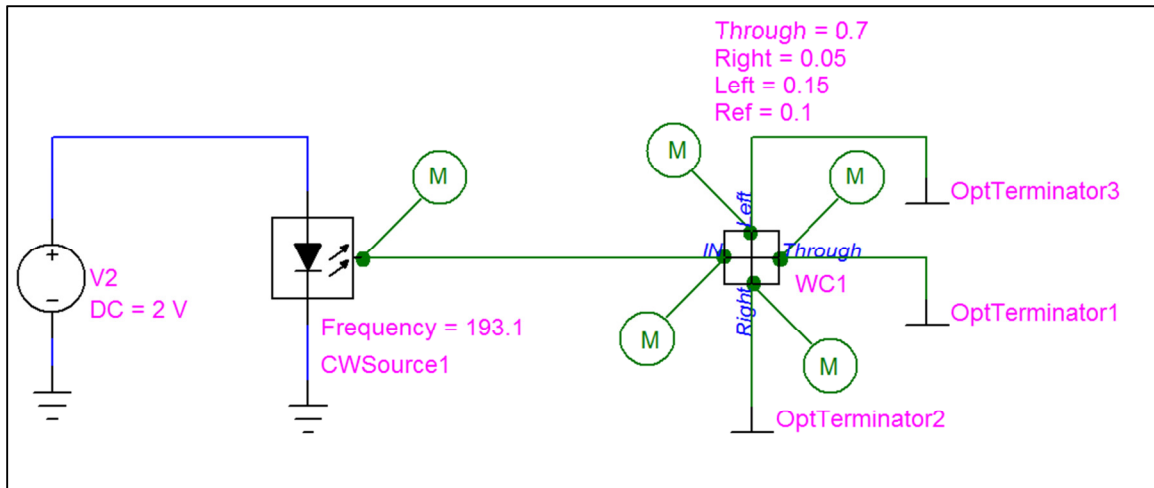 Through = 0.7
Right = 0.05
Left = 0.15
Ref = 0.1
M
M
M
OptTerminator3
Left
IN
Through
V2
DC = 2 V
WC1
Right
Frequency = 193.1
CWSource1
M
M
OptTerminator1
OptTerminator2
+
−